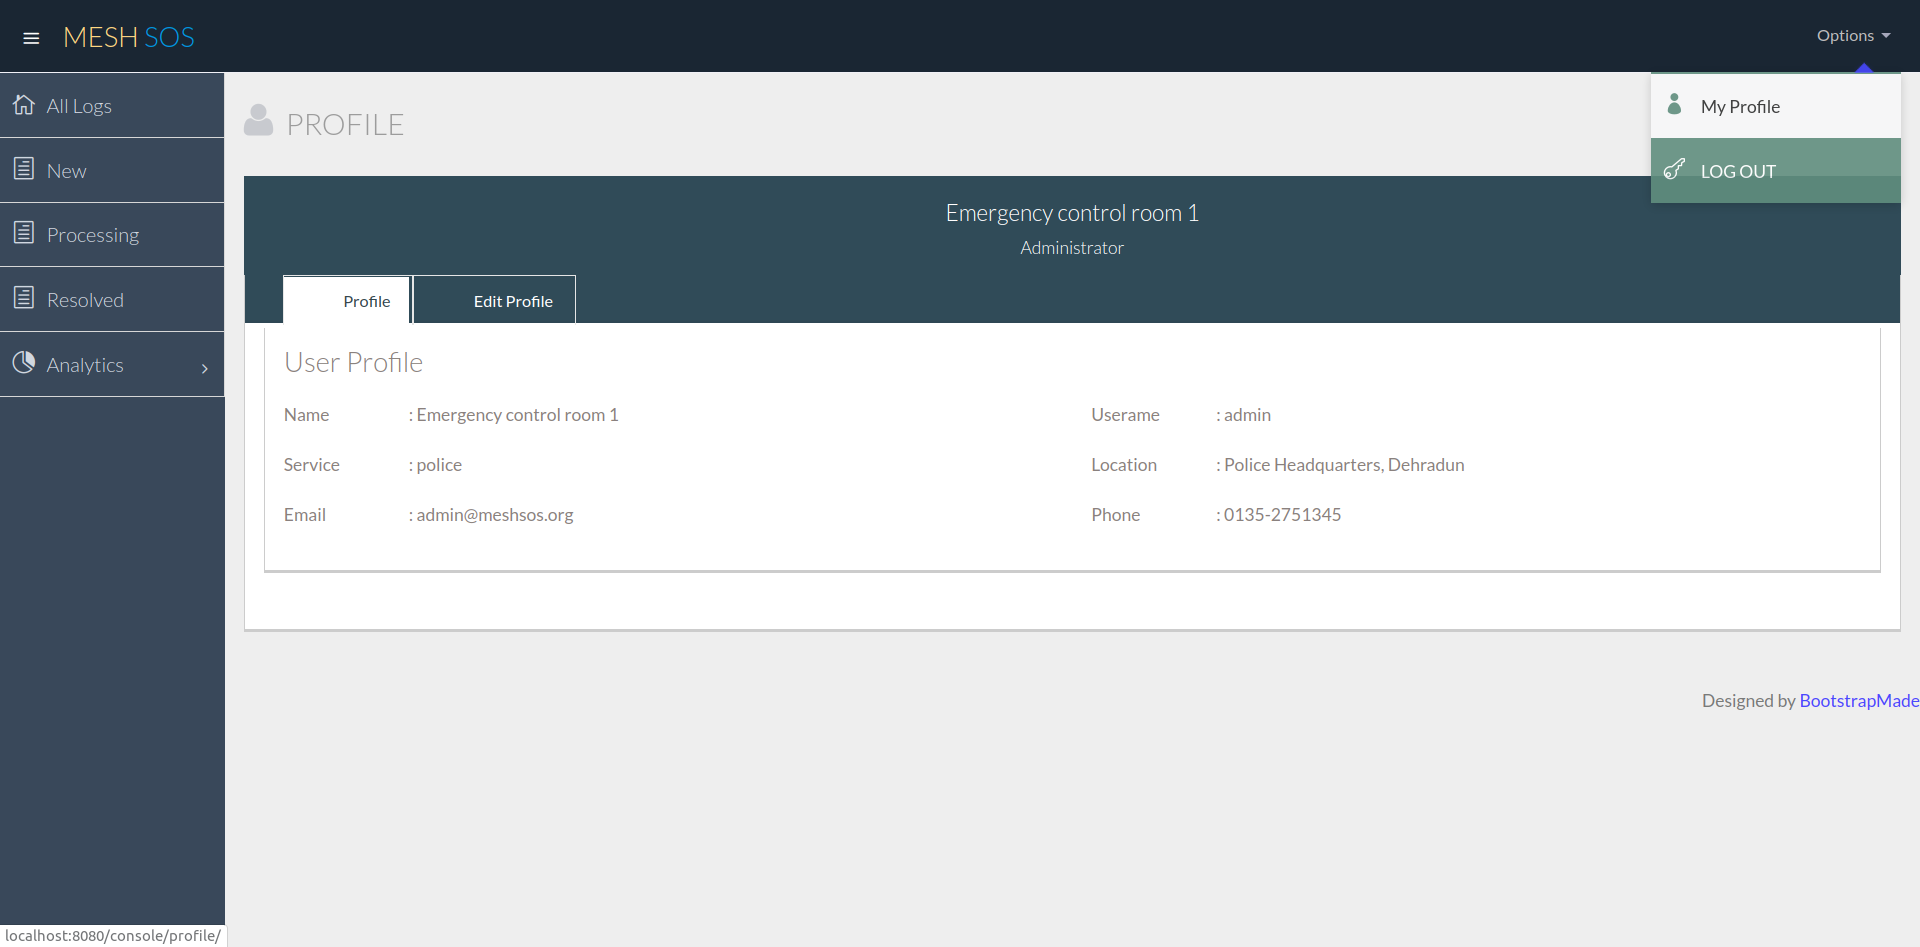 MESH SOS
Options
My Profile
LOG OUT
All Logs
New
Processing
Resolved
Analytics
PROFILE
Emergency control room 1
Administrator
Profile
Edit Profile
User Profile
Name : Emergency control room 1
Userame : admin
Service : police
Location : Police Headquarters, Dehradun
Email : admin@meshsos.org
Phone : 0135-2751345
Designed by BootstrapMade
localhost:8080/console/profile/